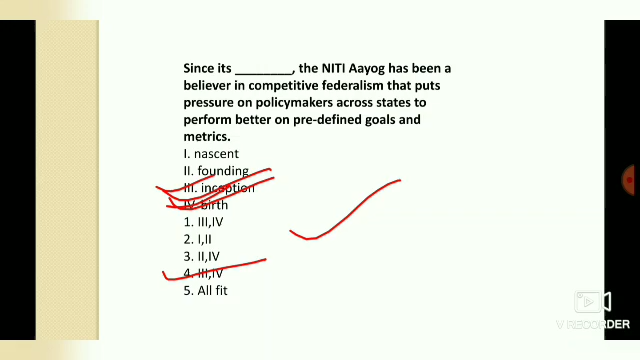 Since its ________, the NITI Aayog has been a
believer in competitive federalism that puts
pressure on policymakers across states to
perform better on pre-defined goals and
metrics.
I. nascent
II. founding
III. inception
IV. birth
1. III,IV
2. I,II
3. II,IV
4. III,IV
5. All fit
V RECORDER